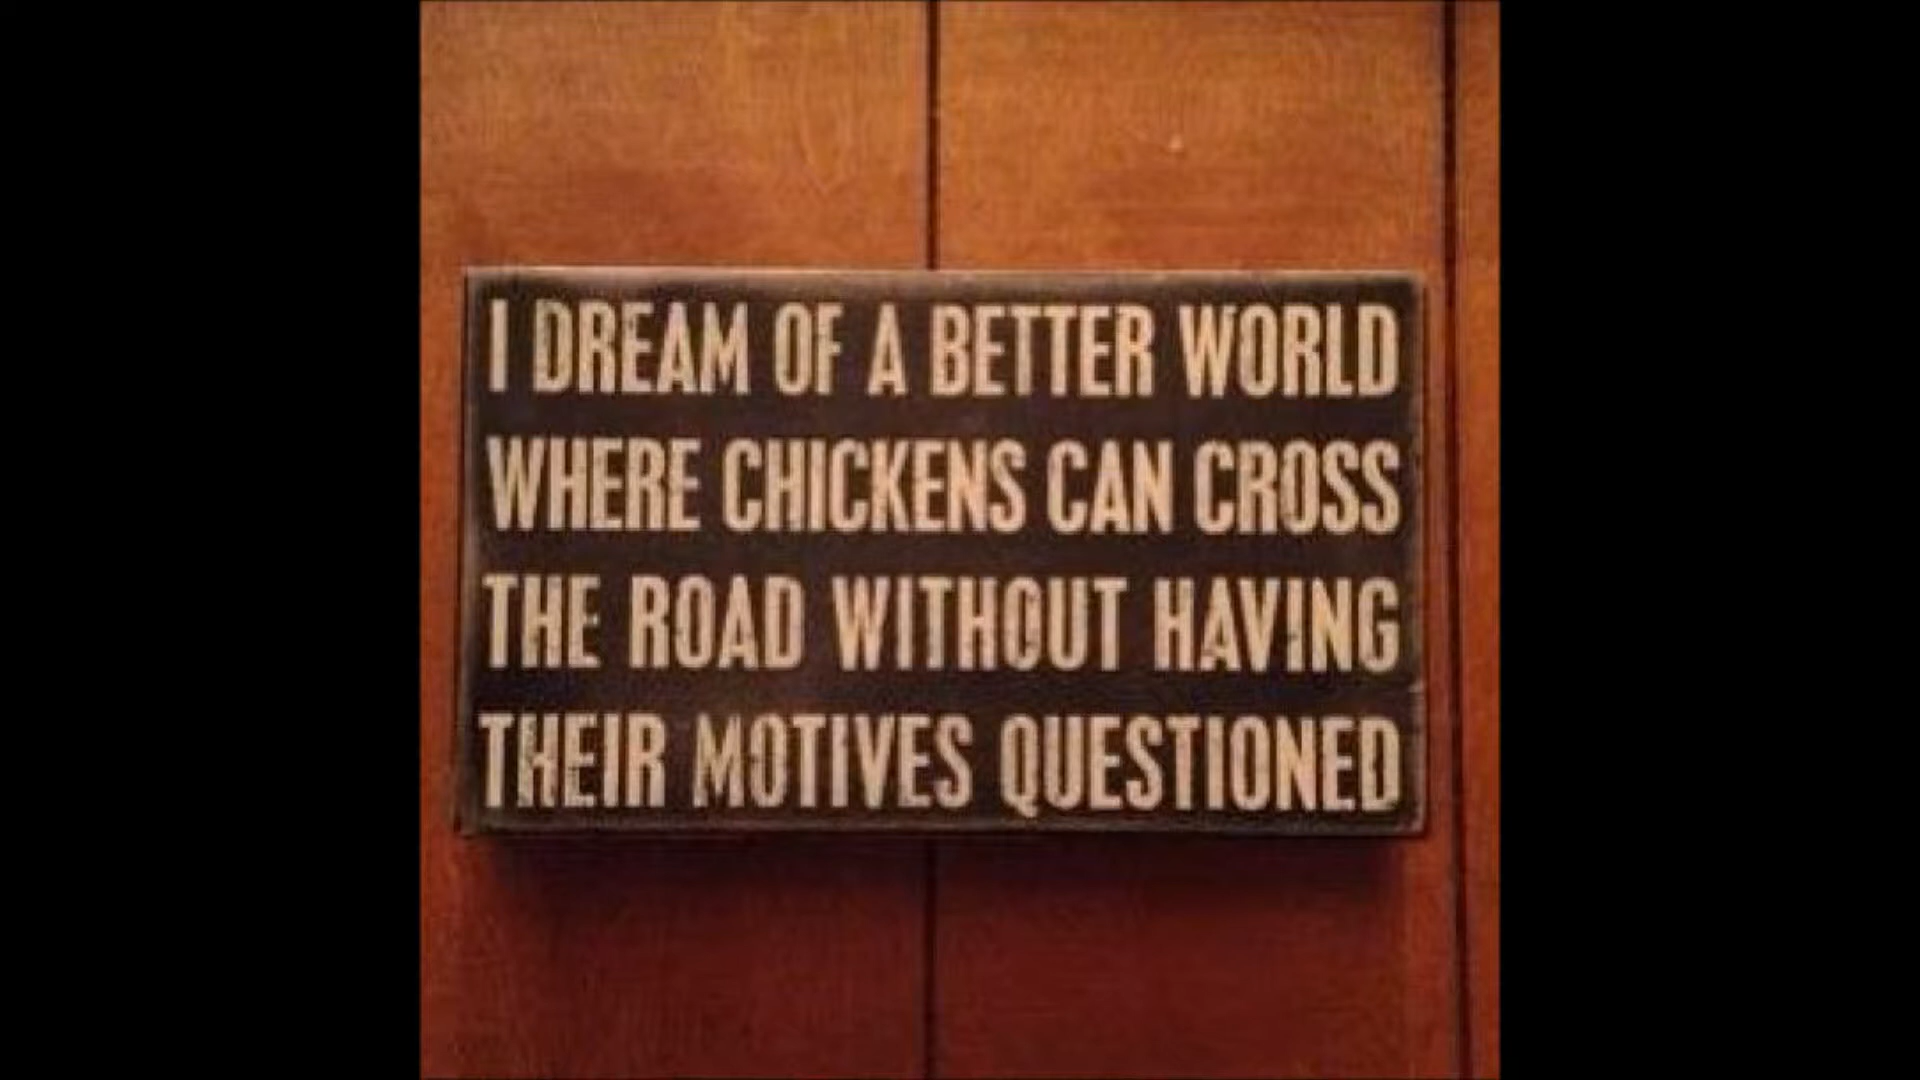 I DREAM OF A BETTER WORLD
WHERE CHICKENS CAN CROSS
THE ROAD WITHOUT HAVING
THEIR MOTIVES QUESTIONED